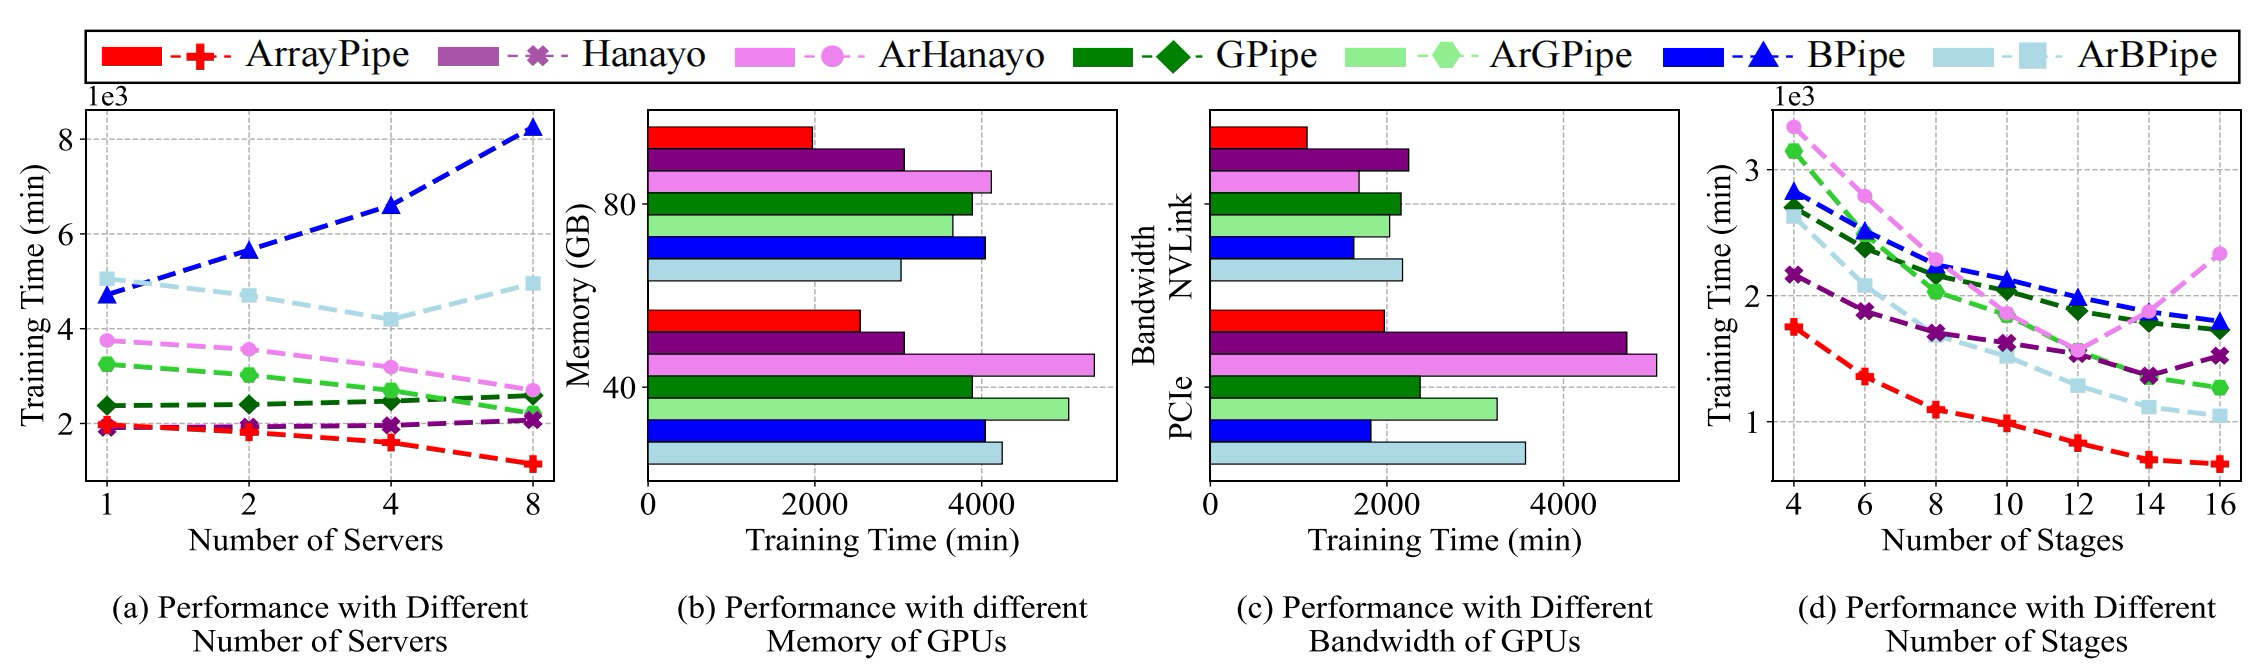 ArrayPipe Hanayo ArHanayo GPipe ArGPipe BPipe ArBPipe
1e3
8
6
4
2
Training Time (min)
1 2 4 8
Number of Servers
(a) Performance with Different
Number of Servers
Memory (GB)
80
40
0 2000 4000
Training Time (min)
(b) Performance with different
Memory of GPUs
Bandwidth
NVLink
PCIe
0 2000 4000
Training Time (min)
(c) Performance with Different
Bandwidth of GPUs
1e3
3
2
1
Training Time (min)
4 6 8 10 12 14 16
Number of Stages
(d) Performance with Different
Number of Stages